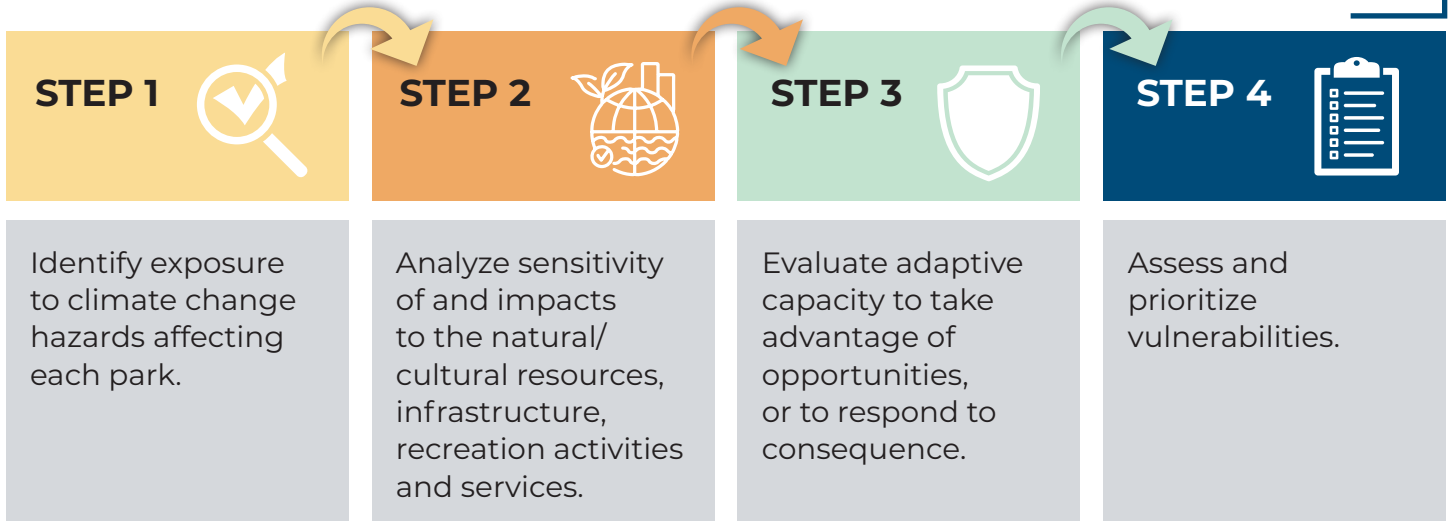 STEP 1
Identify exposure
to climate change
hazards affecting
each park.
STEP 2
Analyze sensitivity
of and impacts
to the natural/
cultural resources,
infrastructure,
recreation activities
and services.
STEP 3
Evaluate adaptive
capacity to take
advantage of
opportunities,
or to respond to
consequence.
STEP 4
Assess and
prioritize
vulnerabilities.